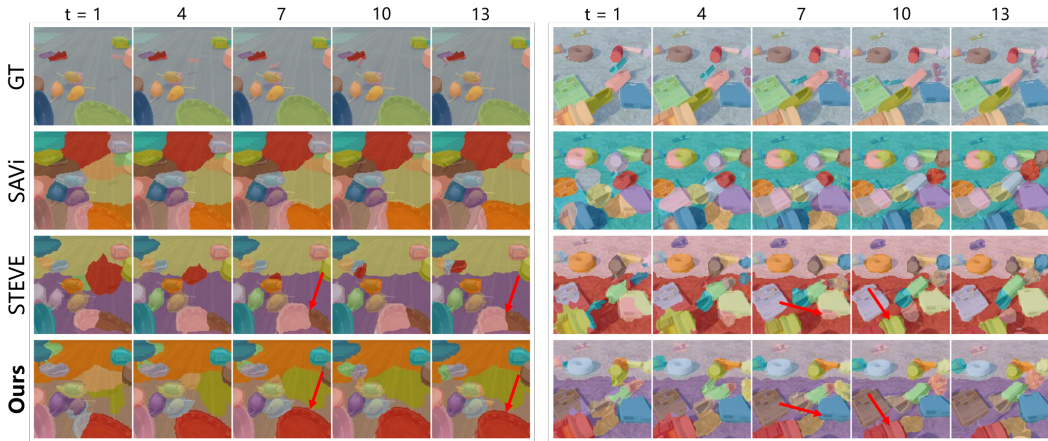 t = 1 4 7 10 13 t = 1 4 7 10 13
GT
SAVi
STEVE
Ours